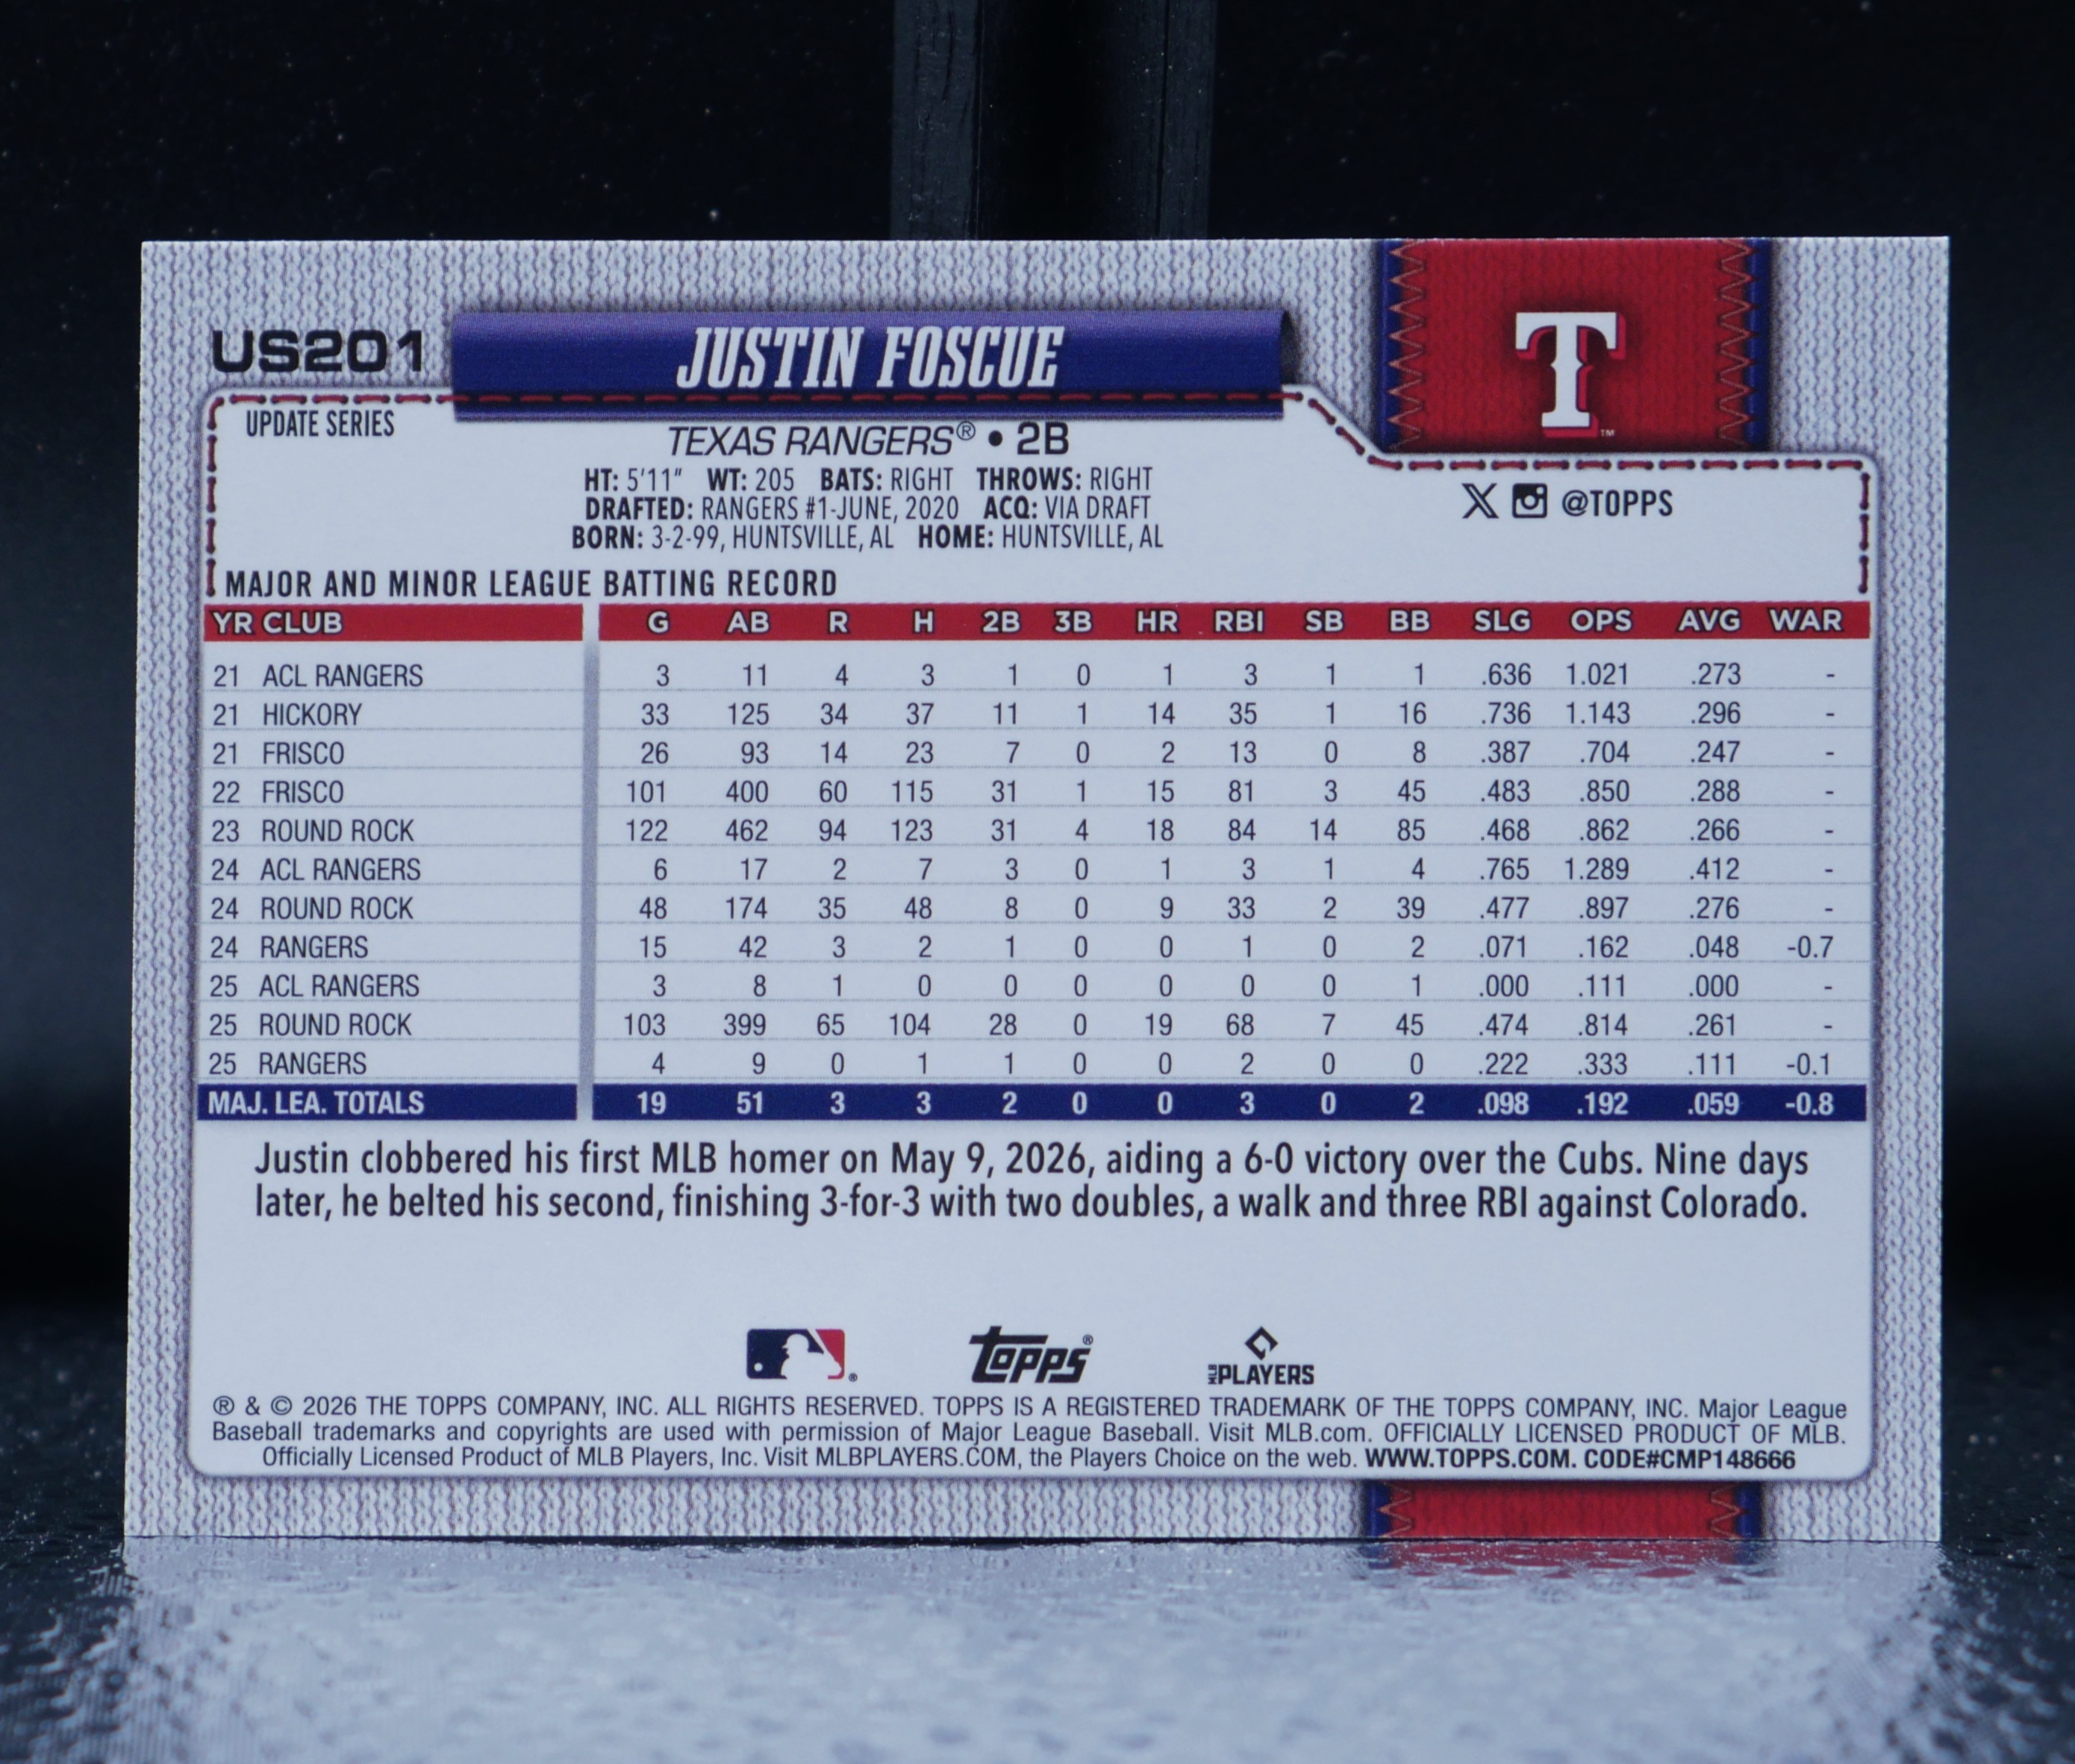 US201
JUSTIN FOSCUE
T™
UPDATE SERIES
TEXAS RANGERS® • 2B
HT: 5'11" WT: 205 BATS: RIGHT THROWS: RIGHT
DRAFTED: RANGERS #1-JUNE, 2020 ACQ: VIA DRAFT
BORN: 3-2-99, HUNTSVILLE, AL HOME: HUNTSVILLE, AL
@TOPPS
MAJOR AND MINOR LEAGUE BATTING RECORD
YR CLUB G AB R H 2B 3B HR RBI SB BB SLG OPS AVG WAR
21 ACL RANGERS 3 11 4 3 1 0 1 3 1 1 .636 1.021 .273 -
21 HICKORY 33 125 34 37 11 1 14 35 1 16 .736 1.143 .296 -
21 FRISCO 26 93 14 23 7 0 2 13 0 8 .387 .704 .247 -
22 FRISCO 101 400 60 115 31 1 15 81 3 45 .483 .850 .288 -
23 ROUND ROCK 122 462 94 123 31 4 18 84 14 85 .468 .862 .266 -
24 ACL RANGERS 6 17 2 7 3 0 1 3 1 4 .765 1.289 .412 -
24 ROUND ROCK 48 174 35 48 8 0 9 33 2 39 .477 .897 .276 -
24 RANGERS 15 42 3 2 1 0 0 1 0 2 .071 .162 .048 -0.7
25 ACL RANGERS 3 8 1 0 0 0 0 0 0 1 .000 .111 .000 -
25 ROUND ROCK 103 399 65 104 28 0 19 68 7 45 .474 .814 .261 -
25 RANGERS 4 9 0 1 1 0 0 2 0 0 .222 .333 .111 -0.1
MAJ. LEA. TOTALS 19 51 3 3 2 0 0 3 0 2 .098 .192 .059 -0.8
Justin clobbered his first MLB homer on May 9, 2026, aiding a 6-0 victory over the Cubs. Nine days
later, he belted his second, finishing 3-for-3 with two doubles, a walk and three RBI against Colorado.
topps® MLB PLAYERS
® & © 2026 THE TOPPS COMPANY, INC. ALL RIGHTS RESERVED. TOPPS IS A REGISTERED TRADEMARK OF THE TOPPS COMPANY, INC. Major League
Baseball trademarks and copyrights are used with permission of Major League Baseball. Visit MLB.com. OFFICIALLY LICENSED PRODUCT OF MLB.
Officially Licensed Product of MLB Players, Inc. Visit MLBPLAYERS.COM, the Players Choice on the web. WWW.TOPPS.COM. CODE#CMP148666